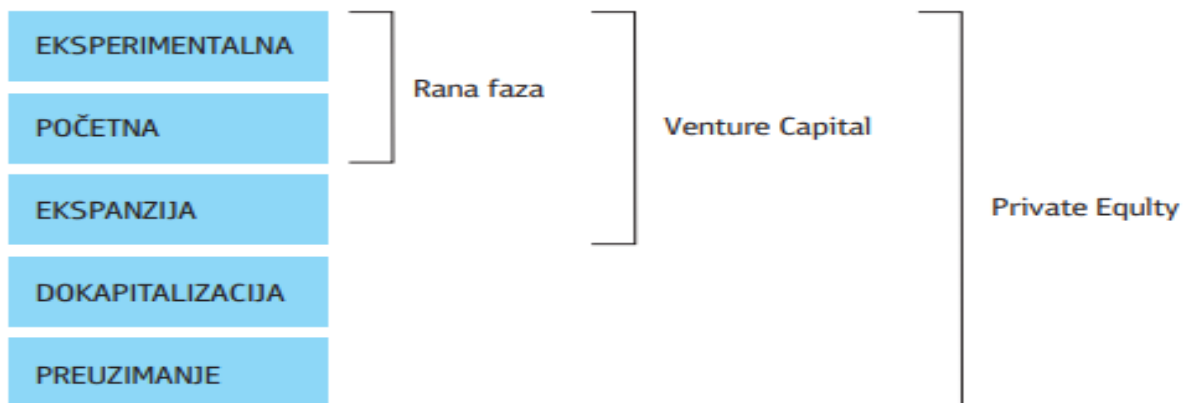 EKSPERIMENTALNA
POČETNA
EKSPANZIJA
DOKAPITALIZACIJA
PREUZIMANJE
Rana faza
Venture Capital
Private Equlty